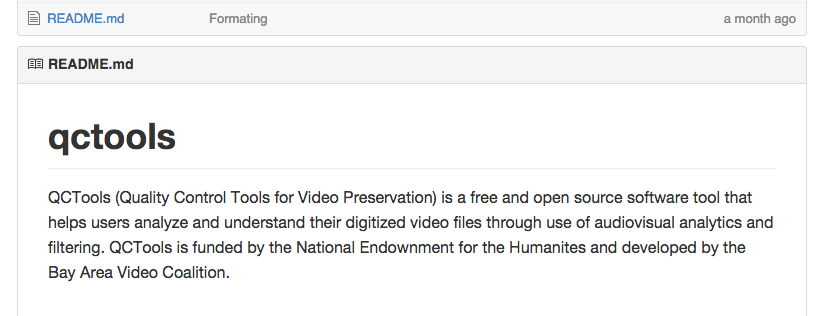 README.md Formating a month ago
README.md
qctools
QCTools (Quality Control Tools for Video Preservation) is a free and open source software tool that
helps users analyze and understand their digitized video files through use of audiovisual analytics and
filtering. QCTools is funded by the National Endownment for the Humanites and developed by the
Bay Area Video Coalition.